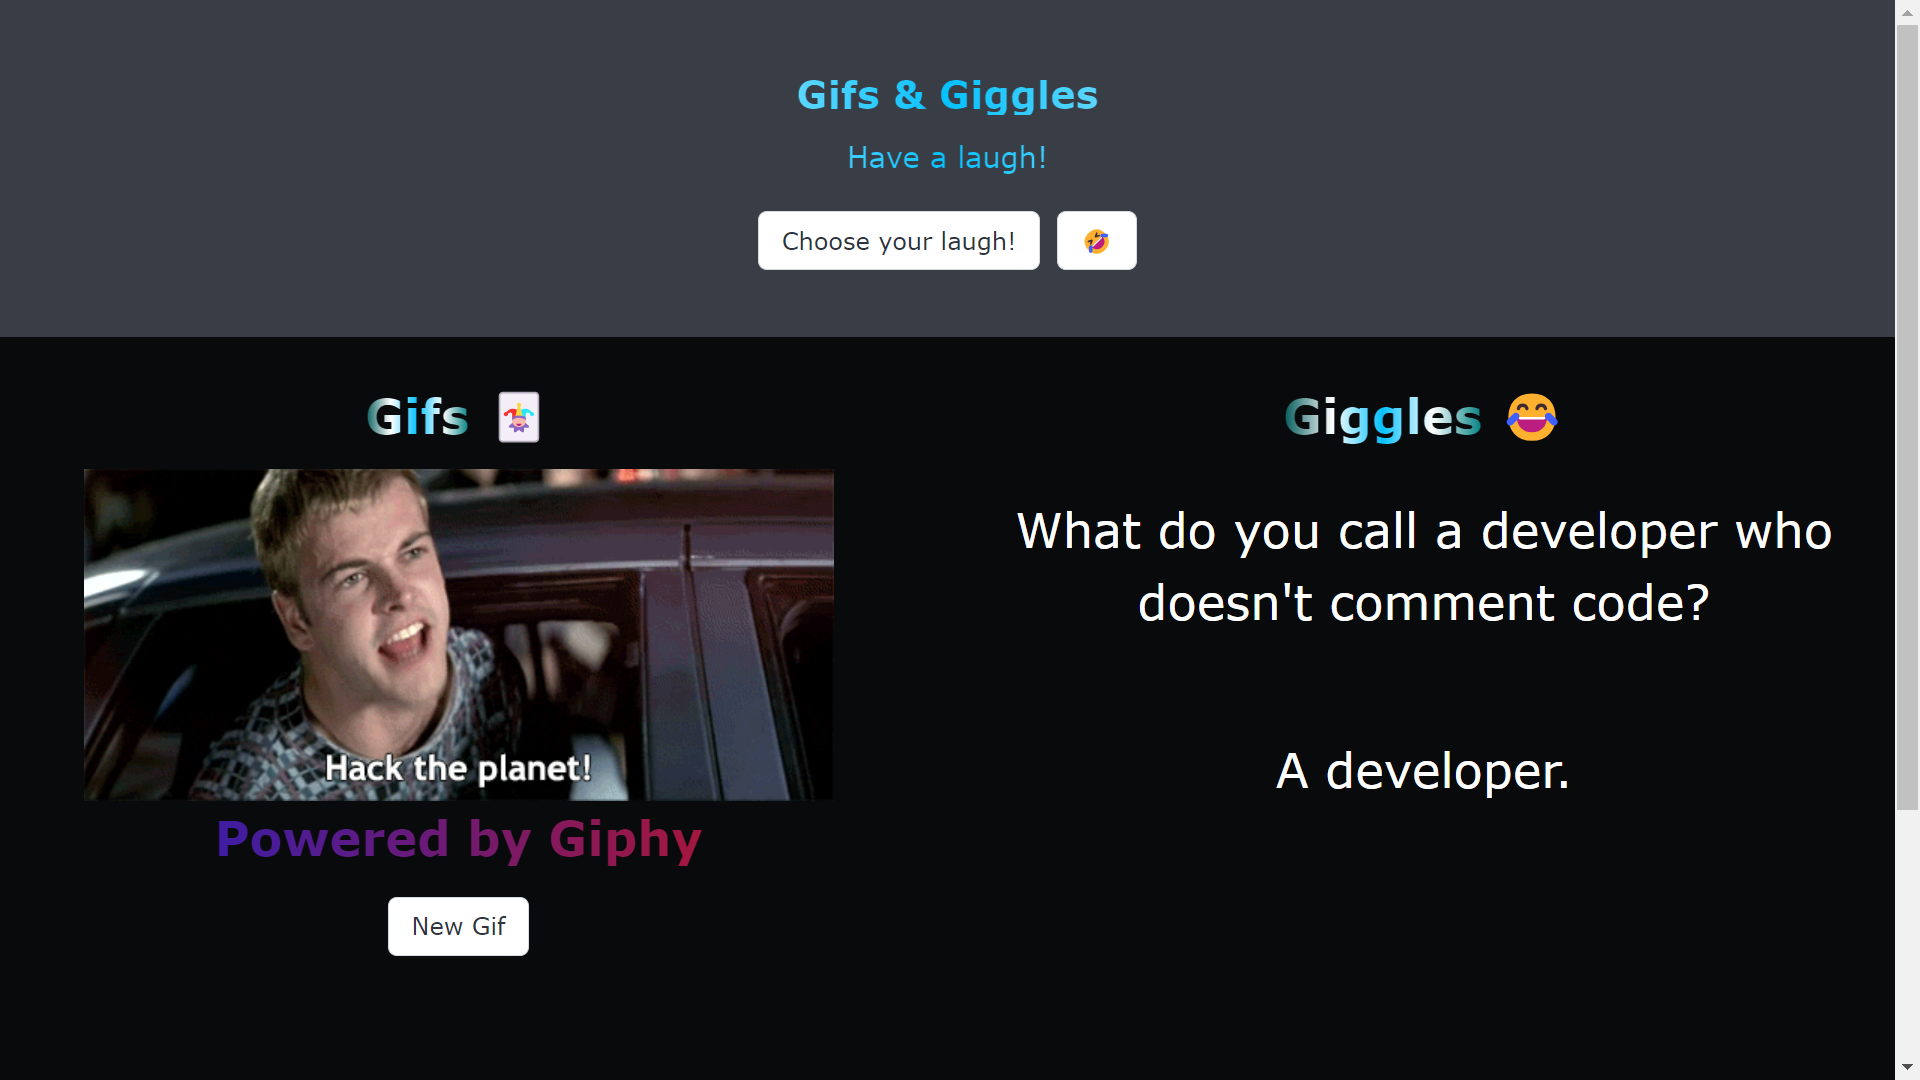 Gifs & Giggles
Have a laugh!
Choose your laugh!
Gifs
Hack the planet!
Powered by Giphy
New Gif
Giggles
What do you call a developer who
doesn't comment code?
A developer.